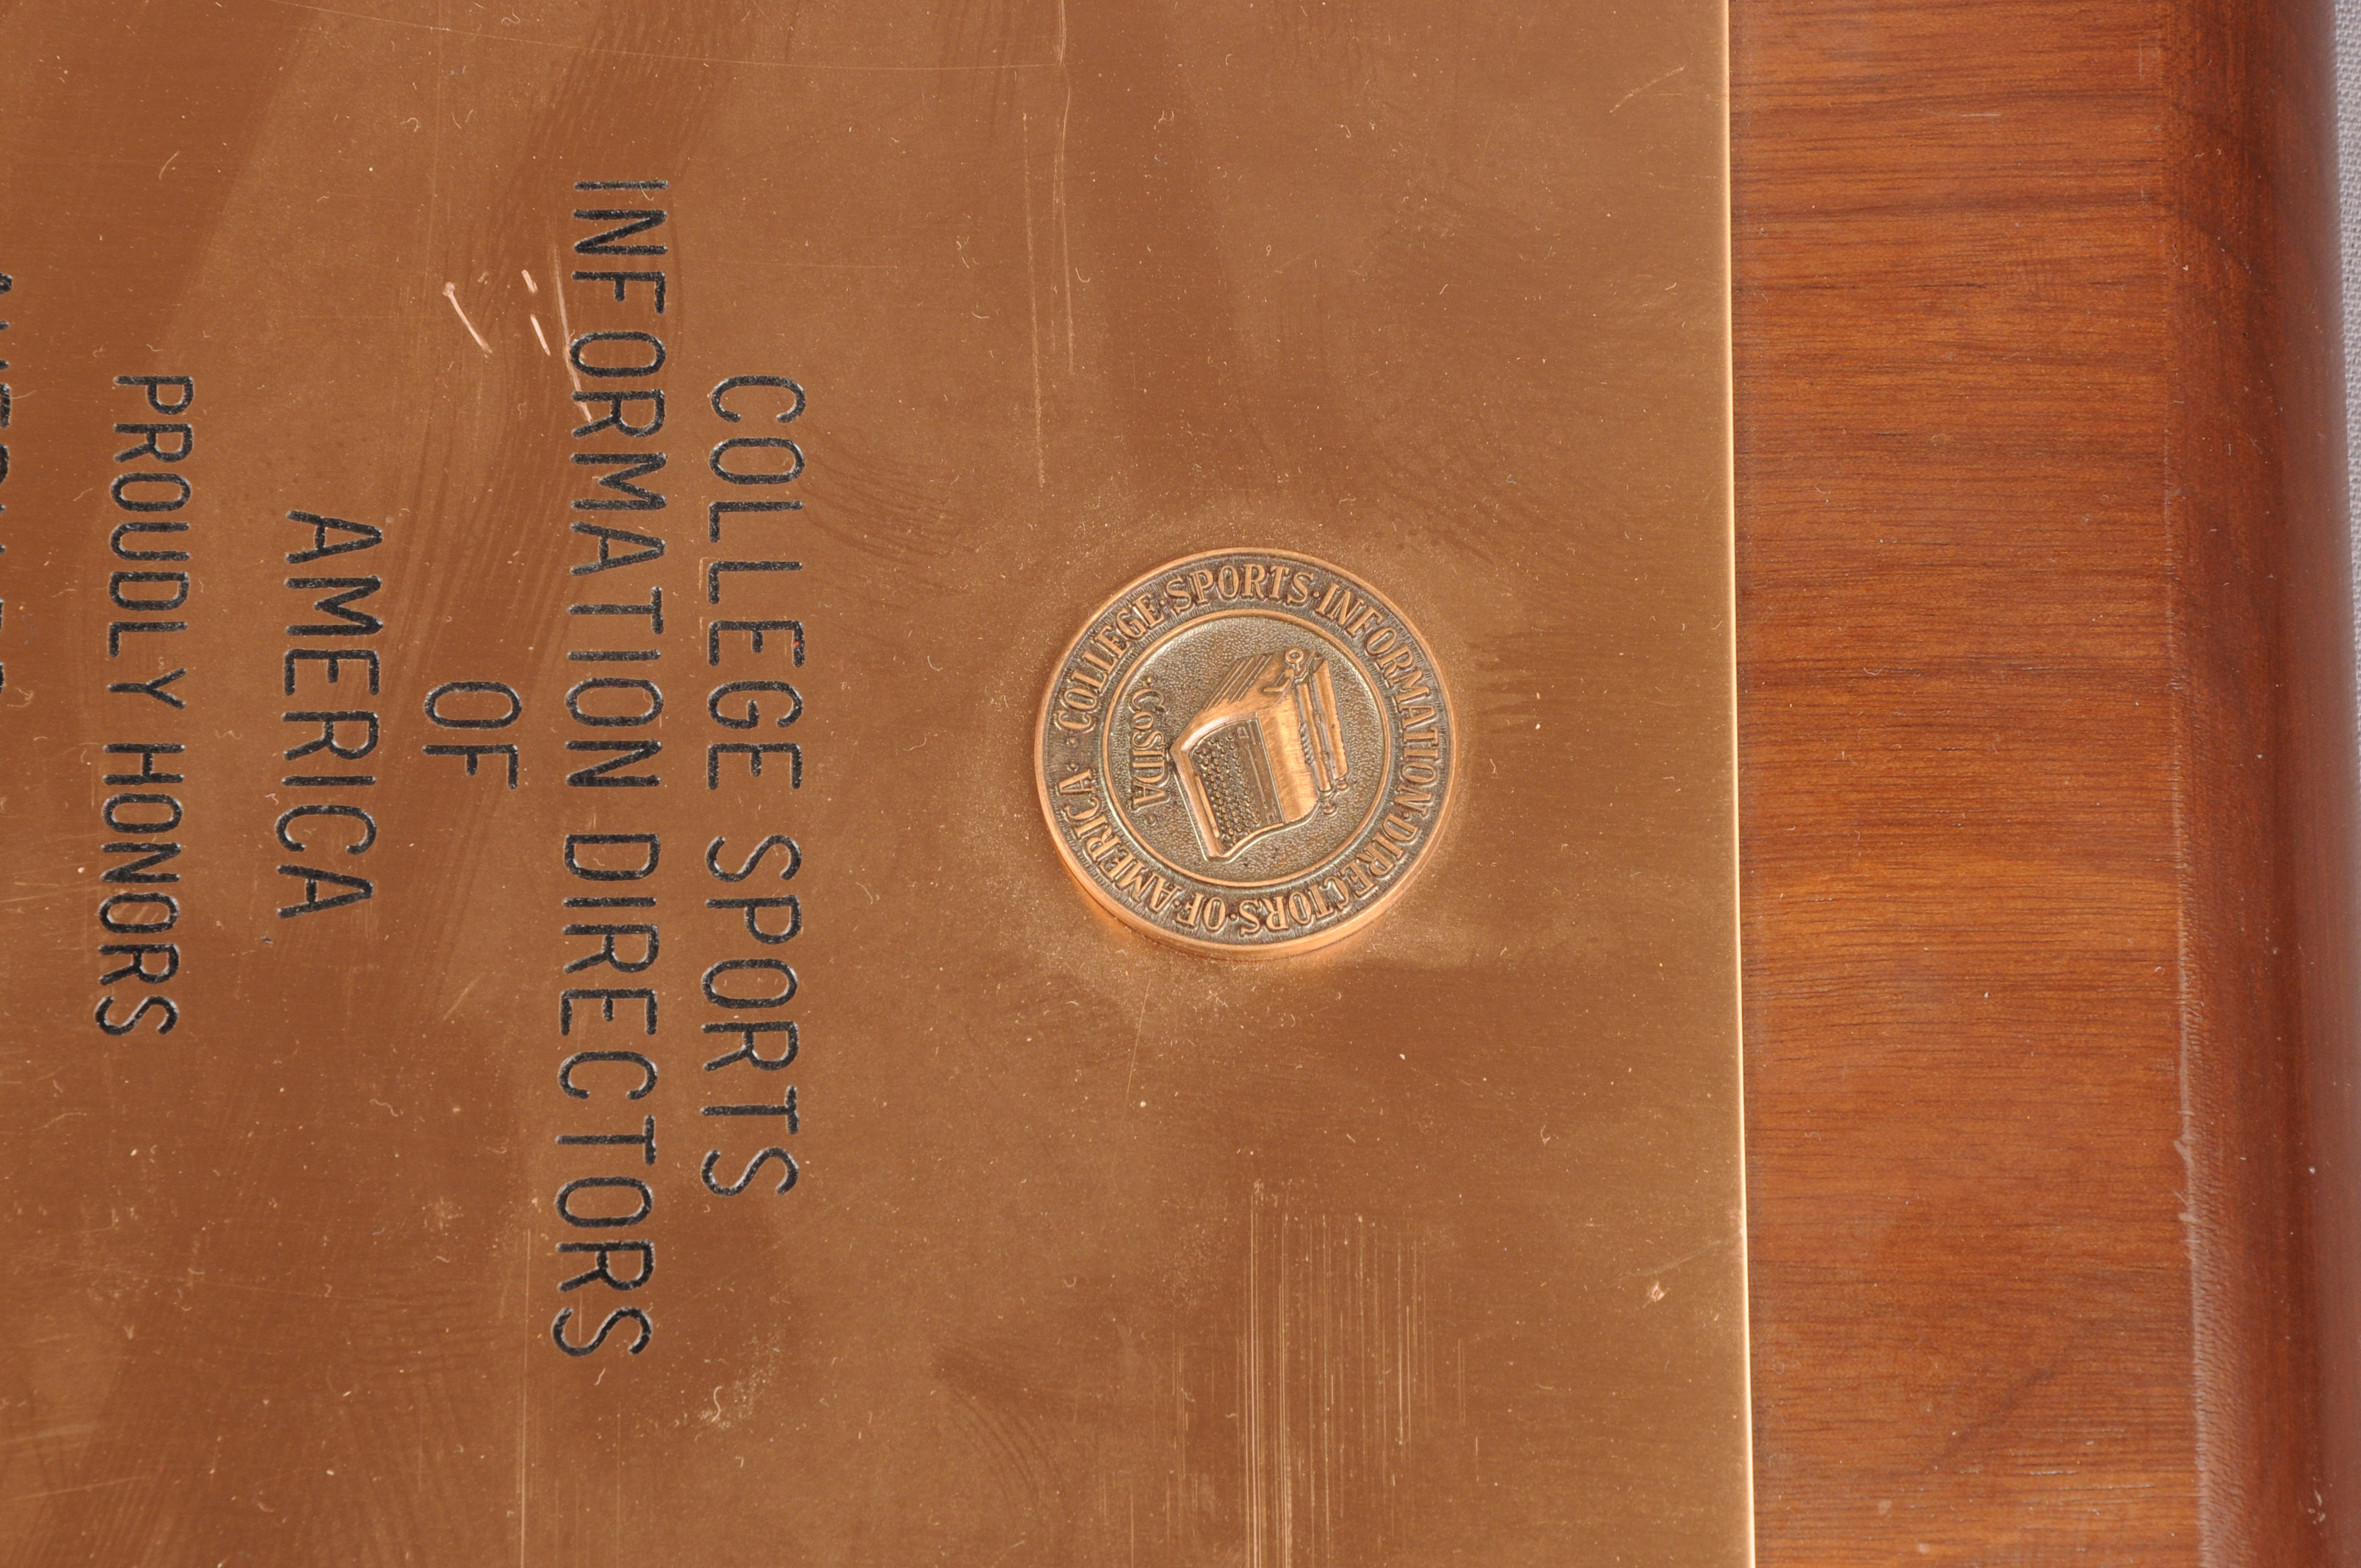 COLLEGE·SPORTS·INFORMATION·DIRECTORS·OF·AMERICA·
·CoSIDA·
COLLEGE SPORTS
INFORMATION DIRECTORS
OF
AMERICA
PROUDLY HONORS